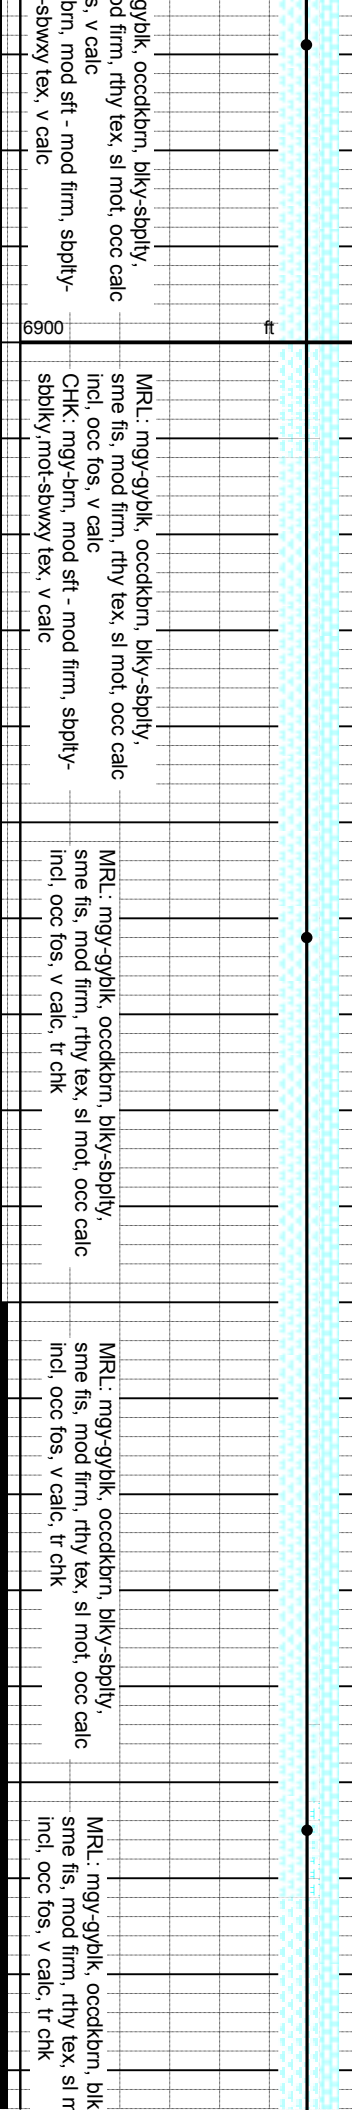 gyblk, occdkbrn, blky-sbplty,
od firm, rthy tex, sl mot, occ calc
s, v calc
brn, mod sft - mod firm, sbplty-
-sbwxy tex, v calc
6900 ft
MRL: mgy-gyblk, occdkbrn, blky-sbplty,
sme fis, mod firm, rthy tex, sl mot, occ calc
incl, occ fos, v calc
CHK: mgy-brn, mod sft - mod firm, sbplty-
sbblky,mot-sbwxy tex, v calc
MRL: mgy-gyblk, occdkbrn, blky-sbplty,
sme fis, mod firm, rthy tex, sl mot, occ calc
incl, occ fos, v calc, tr chk
MRL: mgy-gyblk, occdkbrn, blky-sbplty,
sme fis, mod firm, rthy tex, sl mot, occ calc
incl, occ fos, v calc, tr chk
MRL: mgy-gyblk, occdkbrn, blk
sme fis, mod firm, rthy tex, sl m
incl, occ fos, v calc, tr chk